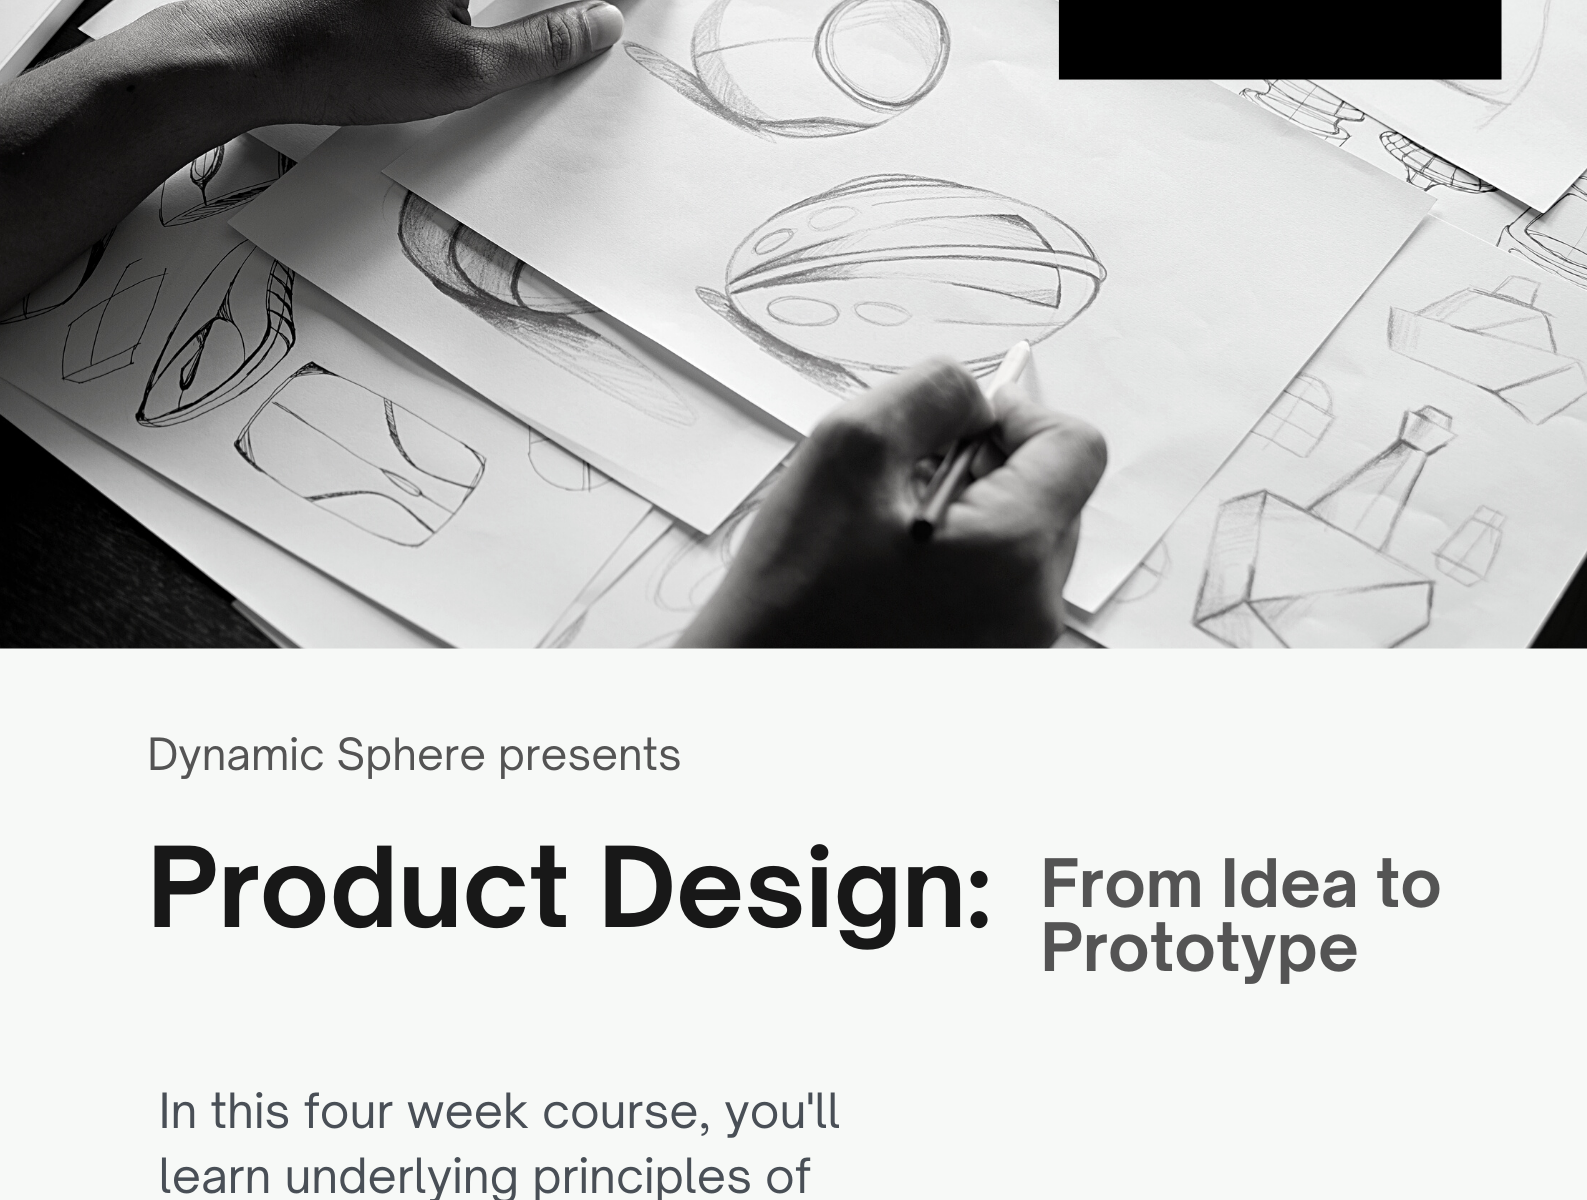 Dynamic Sphere presents
Product Design:
From Idea to
Prototype
In this four week course, you'll
learn underlying principles of